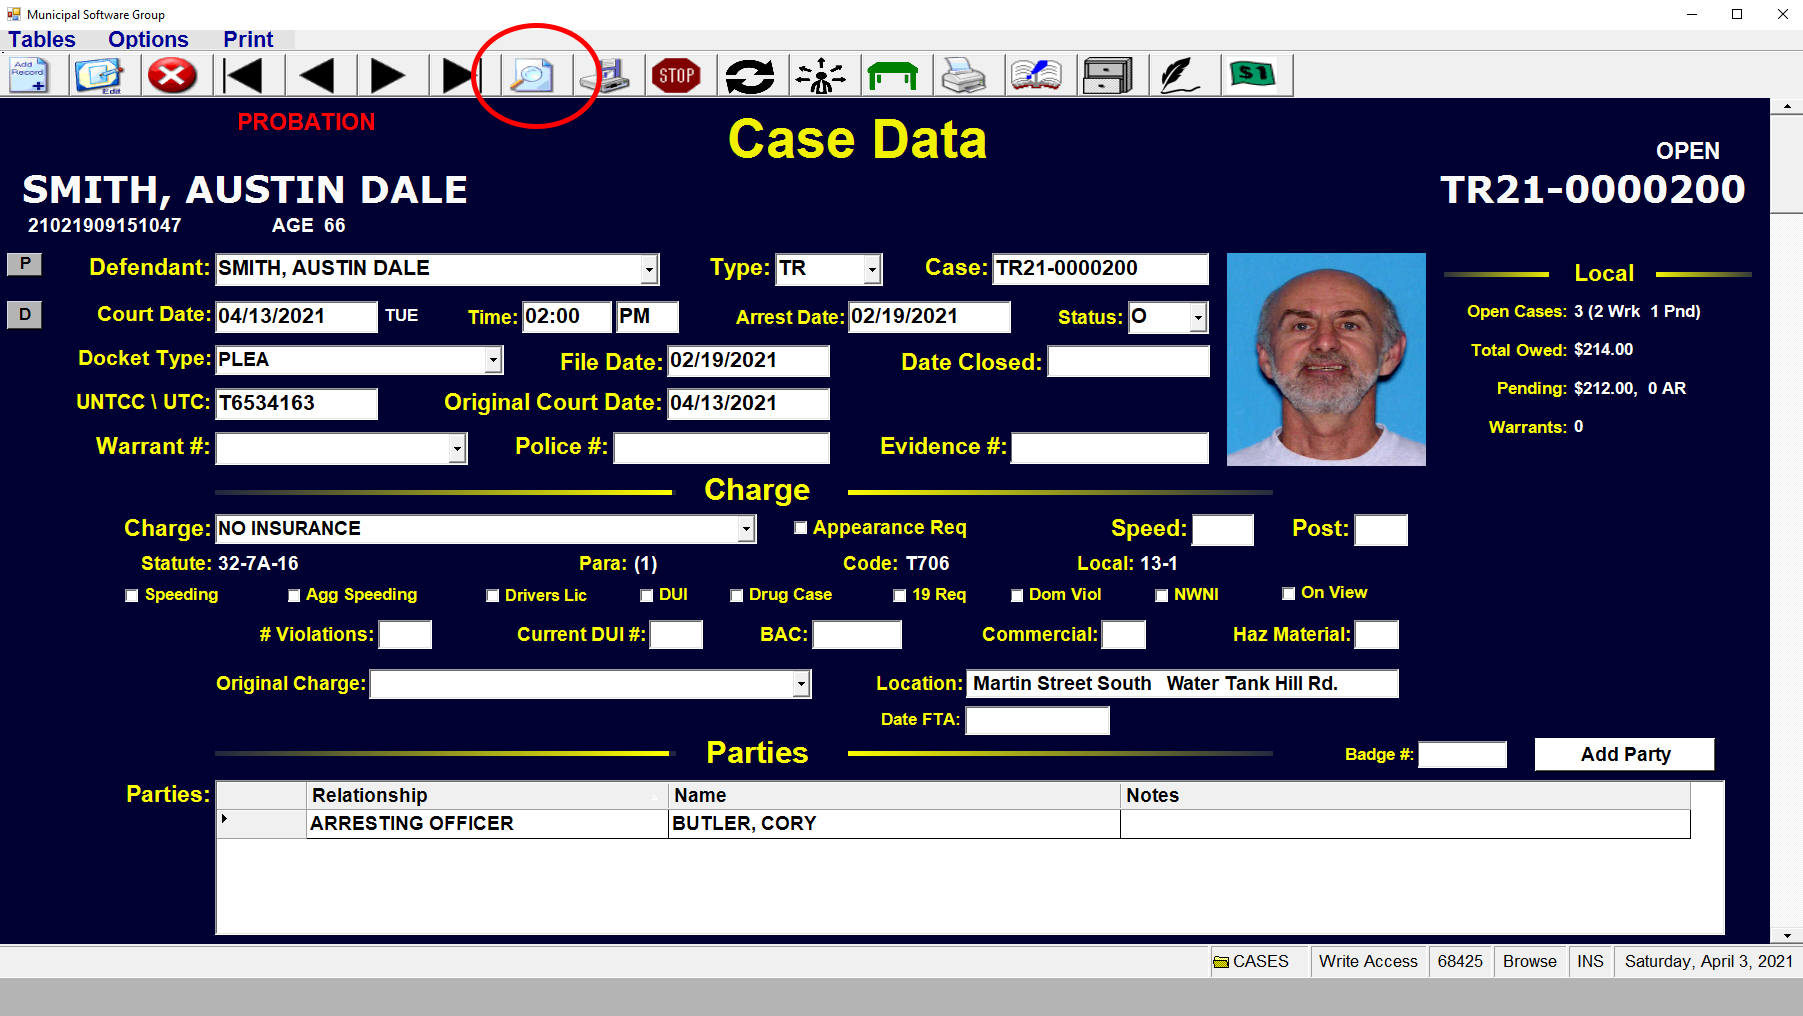 Municipal Software Group
Tables Options Print
Add Record Edit STOP $1
PROBATION
Case Data
OPEN
SMITH, AUSTIN DALE
TR21-0000200
21021909151047 AGE 66
P Defendant: SMITH, AUSTIN DALE Type: TR Case: TR21-0000200
Local
D Court Date: 04/13/2021 TUE Time: 02:00 PM Arrest Date: 02/19/2021 Status: O
Open Cases: 3 (2 Wrk 1 Pnd)
Docket Type: PLEA File Date: 02/19/2021 Date Closed:
Total Owed: $214.00
UNTCC \ UTC: T6534163 Original Court Date: 04/13/2021
Pending: $212.00, 0 AR
Warrant #: Police #: Evidence #:
Warrants: 0
Charge
Charge: NO INSURANCE Appearance Req Speed: Post:
Statute: 32-7A-16 Para: (1) Code: T706 Local: 13-1
Speeding Agg Speeding Drivers Lic DUI Drug Case 19 Req Dom Viol NWNI On View
# Violations: Current DUI #: BAC: Commercial: Haz Material:
Original Charge: Location: Martin Street South Water Tank Hill Rd.
Date FTA:
Parties
Badge #: Add Party
Parties: Relationship Name Notes
ARRESTING OFFICER BUTLER, CORY
CASES Write Access 68425 Browse INS Saturday, April 3, 2021